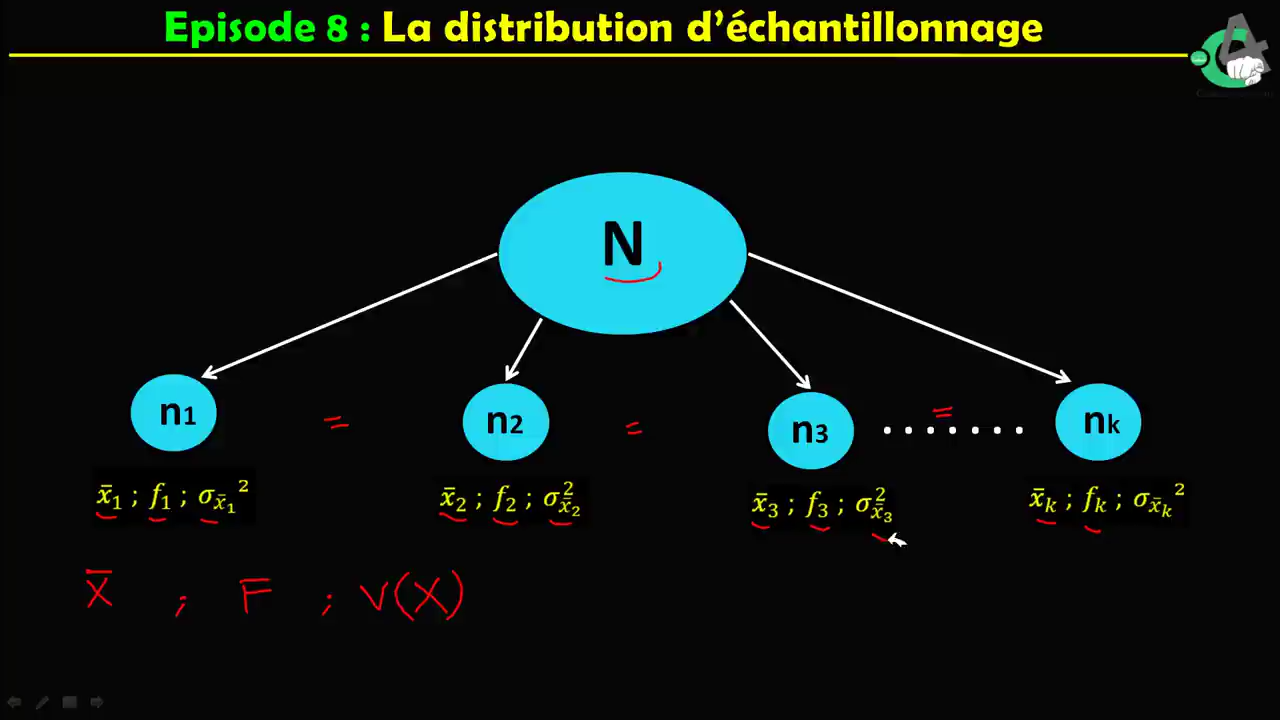 Episode 8 : La distribution d’échantillonnage
4
N
n₁ = n₂ = n₃ = ....... nₖ
x̄₁ ; f₁ ; σₓ̄₁² x̄₂ ; f₂ ; σ²ₓ̄₂ x̄₃ ; f₃ ; σ²ₓ̄₃ x̄ₖ ; fₖ ; σₓ̄ₖ²
X̄ ; F ; V(X)